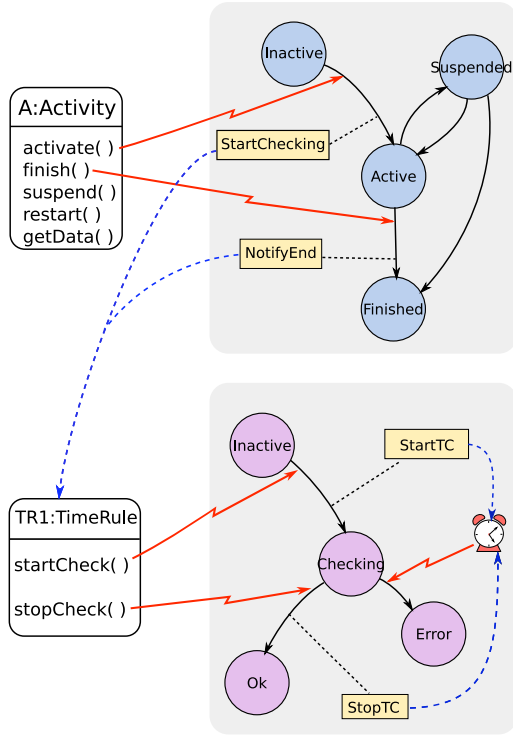 Inactive
Suspended
A:Activity
activate( )
finish( )
suspend( )
restart( )
getData( )
StartChecking
Active
NotifyEnd
Finished
Inactive
StartTC
TR1:TimeRule
startCheck( )
stopCheck( )
Checking
Error
Ok
StopTC